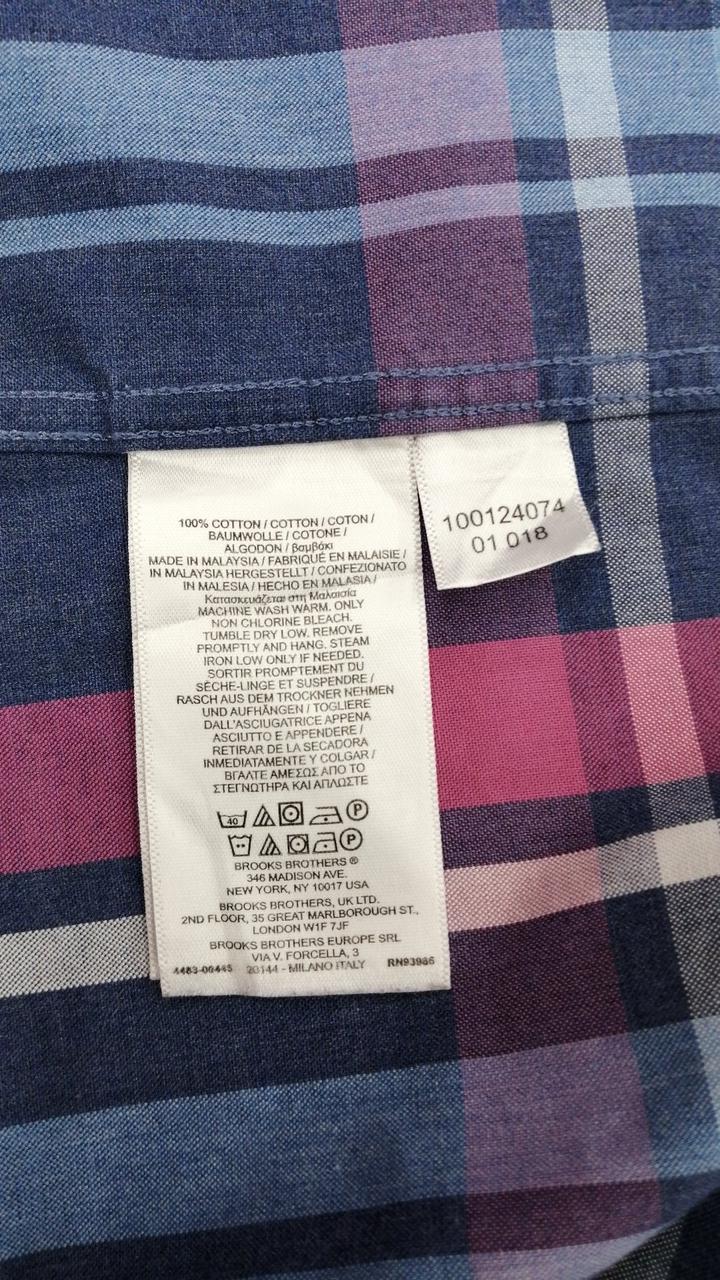 100% COTTON / COTTON / COTON /
BAUMWOLLE / COTONE /
ALGODON / βαμβάκι
MADE IN MALAYSIA / FABRIQUÉ EN MALAISIE /
IN MALAYSIA HERGESTELLT / CONFEZIONATO
IN MALESIA / HECHO EN MALASIA /
Κατασκευάζεται στη Μαλαισία
MACHINE WASH WARM. ONLY
NON CHLORINE BLEACH.
TUMBLE DRY LOW. REMOVE
PROMPTLY AND HANG. STEAM
IRON LOW ONLY IF NEEDED.
SORTIR PROMPTEMENT DU
SÈCHE-LINGE ET SUSPENDRE /
RASCH AUS DEM TROCKNER NEHMEN
UND AUFHÄNGEN / TOGLIERE
DALL'ASCIUGATRICE APPENA
ASCIUTTO E APPENDERE /
RETIRAR DE LA SECADORA
INMEDIATAMENTE Y COLGAR /
ΒΓΑΛΤΕ ΑΜΕΣΩΣ ΑΠΟ ΤΟ
ΣΤΕΓΝΩΤΗΡΑ ΚΑΙ ΑΠΛΩΣΤΕ
40 P
P
BROOKS BROTHERS ®
346 MADISON AVE.
NEW YORK, NY 10017 USA
BROOKS BROTHERS, UK LTD.
2ND FLOOR, 35 GREAT MARLBOROUGH ST.,
LONDON W1F 7JF
BROOKS BROTHERS EUROPE SRL
VIA V. FORCELLA, 3
4483-00445 20144 - MILANO ITALY RN93986
100124074
01 018